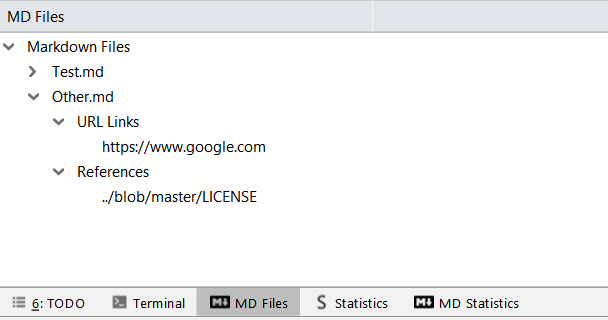 MD Files
Markdown Files
Test.md
Other.md
URL Links
https://www.google.com
References
../blob/master/LICENSE
6: TODO Terminal MD Files Statistics MD Statistics